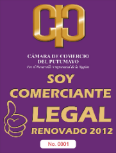 CÁMARA DE COMERCIO
DEL PUTUMAYO
SOY
COMERCIANTE
LEGAL
RENOVADO 2012
No. 0801